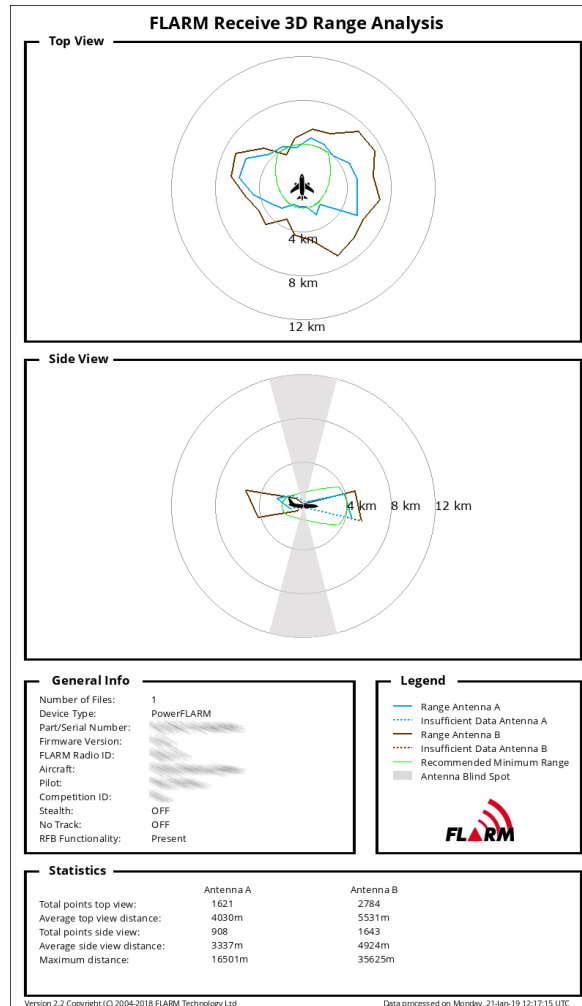 FLARM Receive 3D Range Analysis
Top View
4 km
8 km
12 km
Side View
4 km 8 km 12 km
General Info
Number of Files: 1
Device Type: PowerFLARM
Part/Serial Number:
Firmware Version:
FLARM Radio ID:
Aircraft:
Pilot:
Competition ID:
Stealth: OFF
No Track: OFF
RFB Functionality: Present
Legend
Range Antenna A
Insufficient Data Antenna A
Range Antenna B
Insufficient Data Antenna B
Recommended Minimum Range
Antenna Blind Spot
FLARM
Statistics
Antenna A Antenna B
Total points top view: 1621 2784
Average top view distance: 4030m 5531m
Total points side view: 908 1643
Average side view distance: 3337m 4924m
Maximum distance: 16501m 35625m
Version 2.2 Copyright (C) 2004-2018 FLARM Technology Ltd Data processed on Monday, 21-Jan-19 12:17:15 UTC